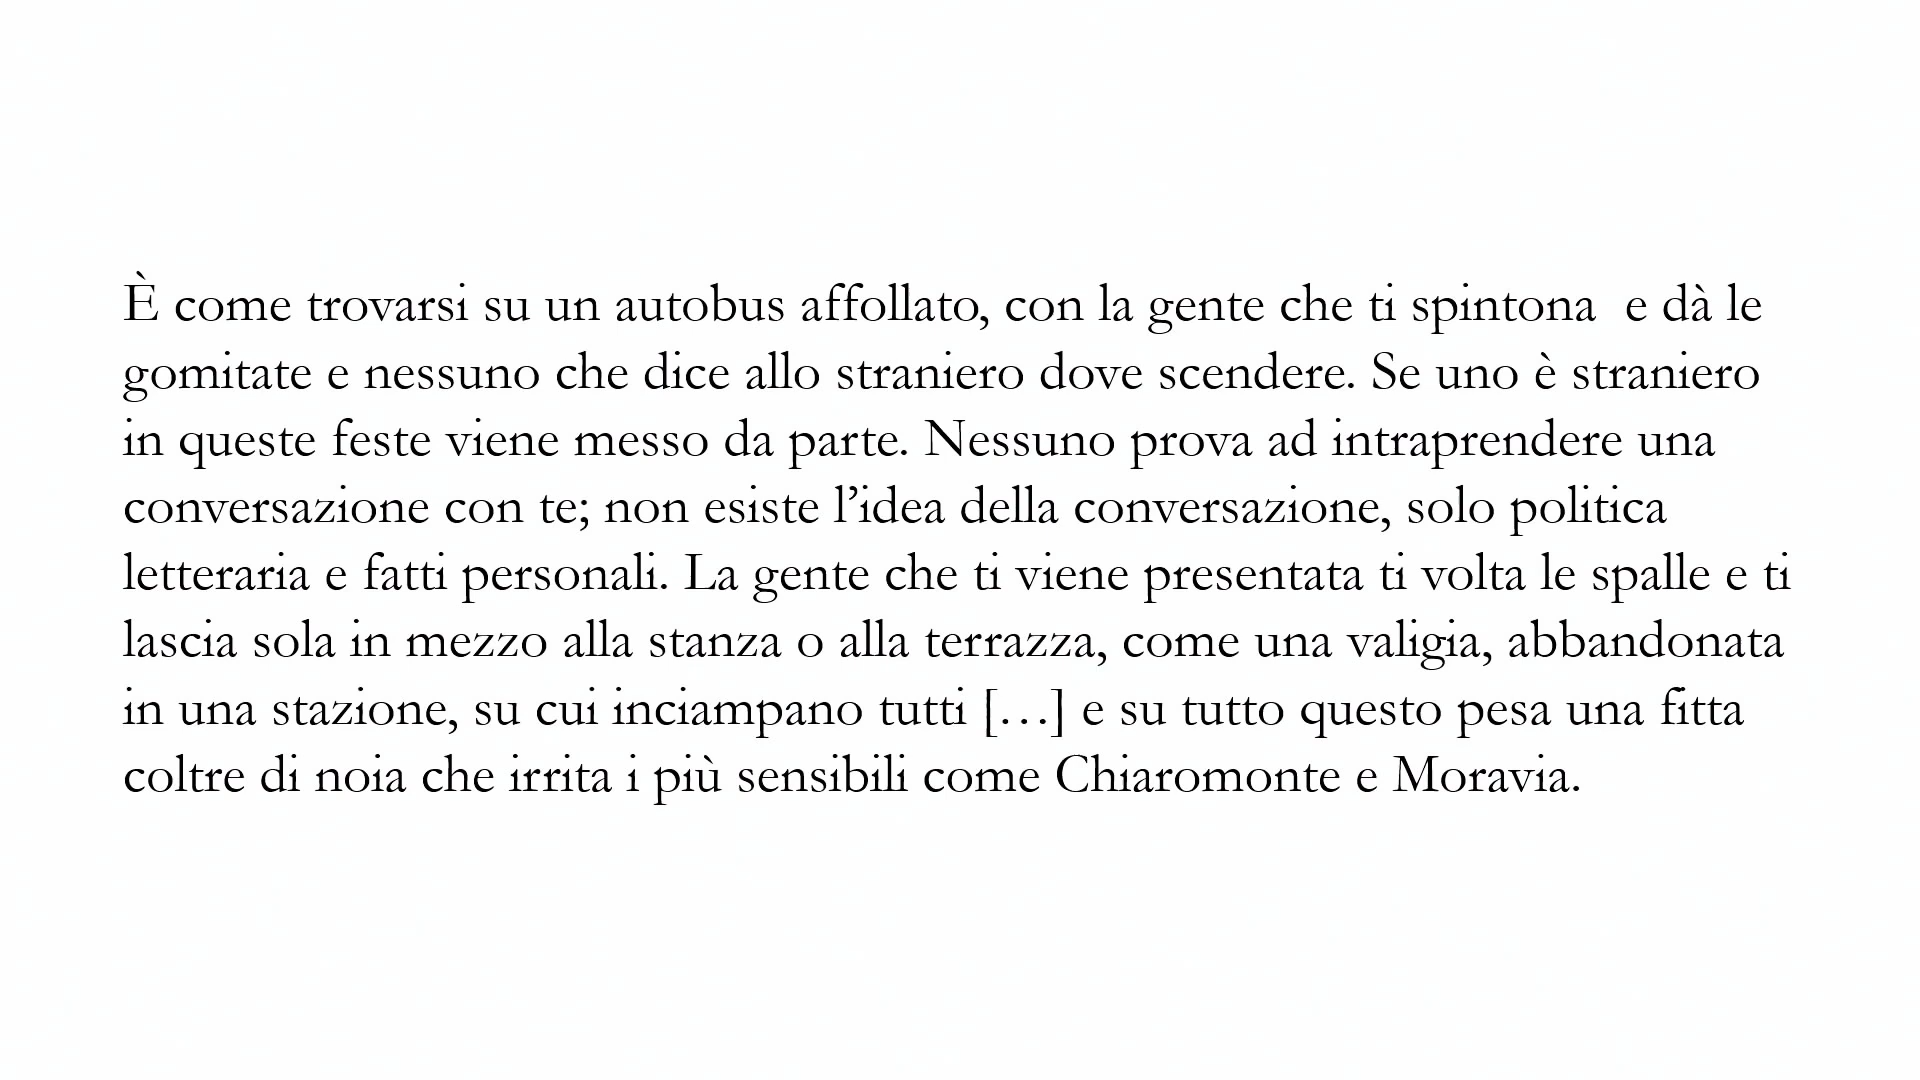 È come trovarsi su un autobus affollato, con la gente che ti spintona  e dà le
gomitate e nessuno che dice allo straniero dove scendere. Se uno è straniero
in queste feste viene messo da parte. Nessuno prova ad intraprendere una
conversazione con te; non esiste l’idea della conversazione, solo politica
letteraria e fatti personali. La gente che ti viene presentata ti volta le spalle e ti
lascia sola in mezzo alla stanza o alla terrazza, come una valigia, abbandonata
in una stazione, su cui inciampano tutti […] e su tutto questo pesa una fitta
coltre di noia che irrita i più sensibili come Chiaromonte e Moravia.